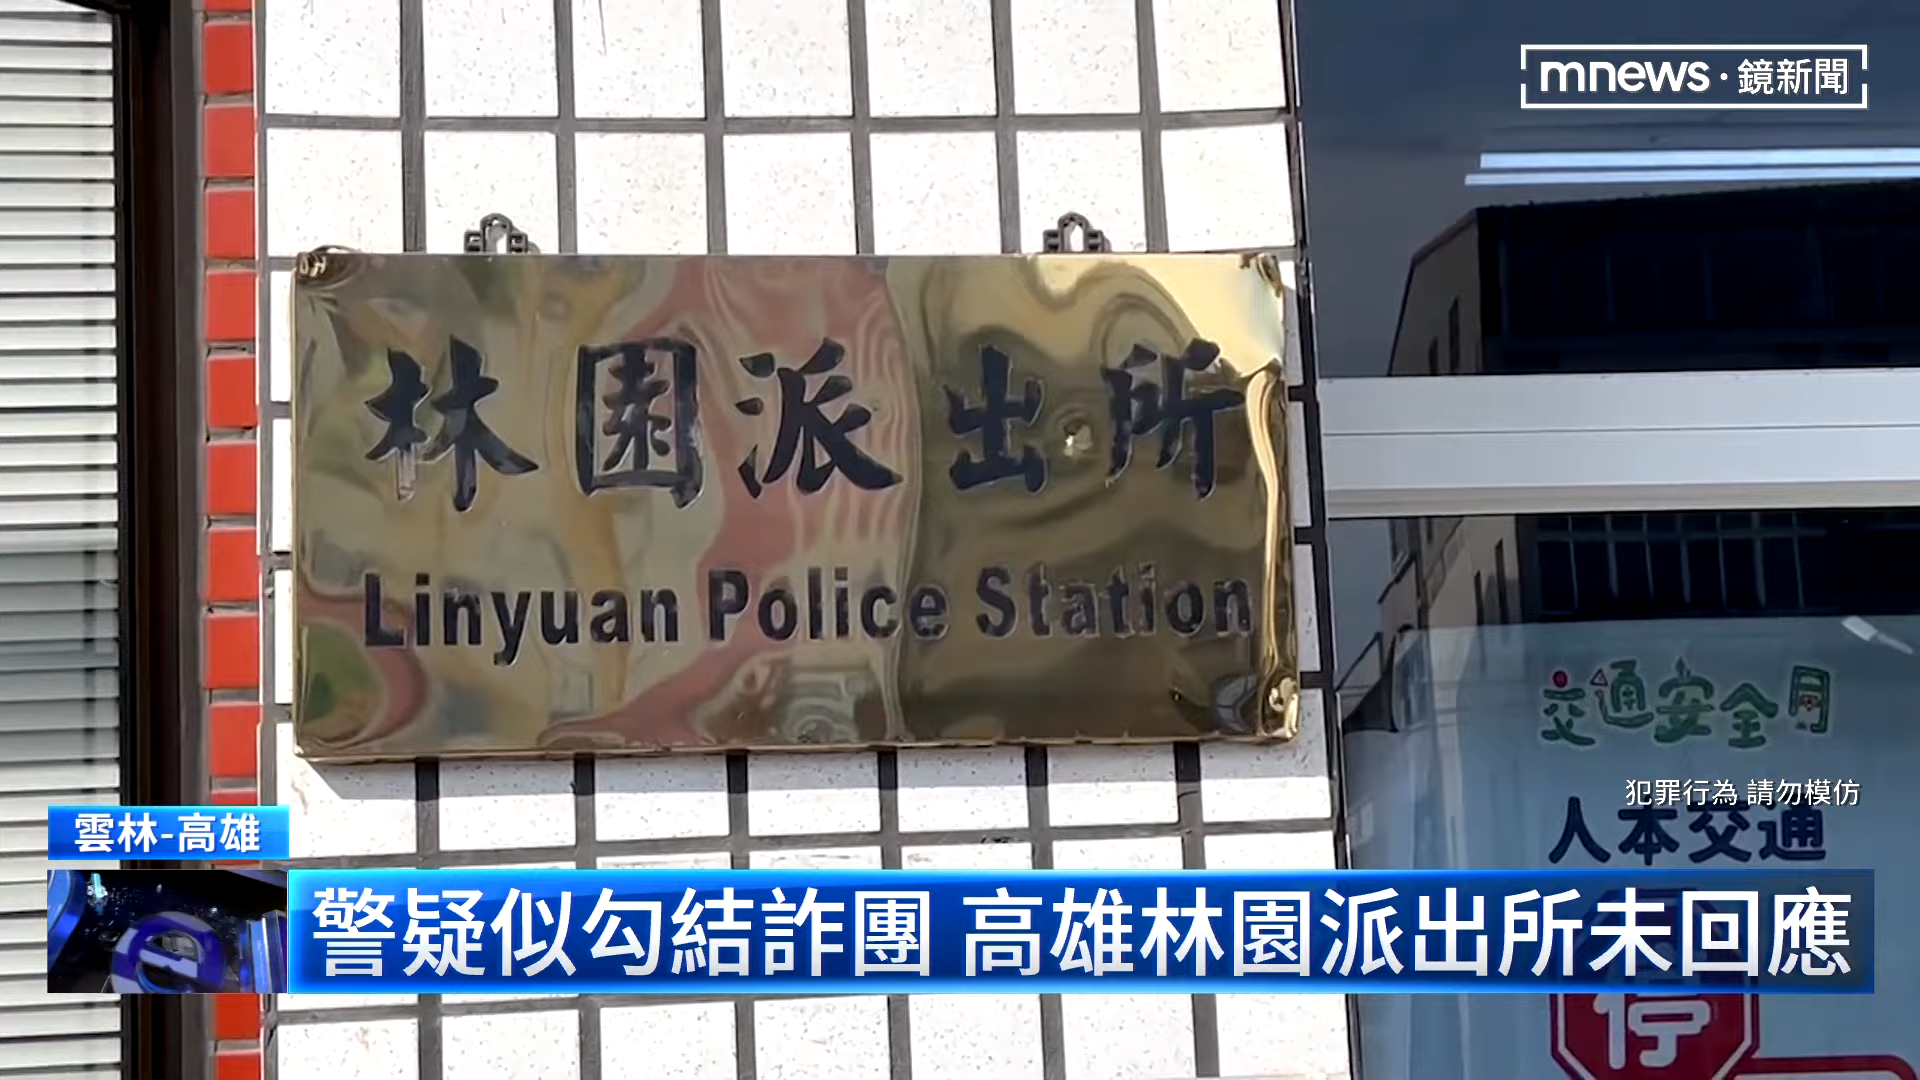 mnews·鏡新聞
林園派出所
Linyuan Police Station
交通安全月
犯罪行為 請勿模仿
人本交通
雲林-高雄
警疑似勾結詐團 高雄林園派出所未回應
停